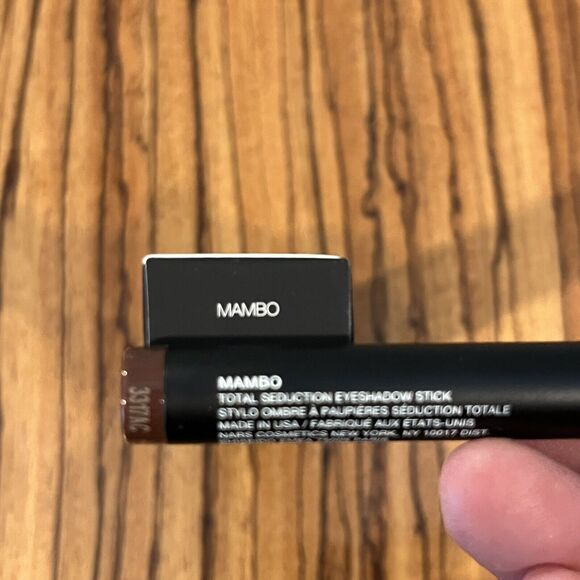 MAMBO
MAMBO
TOTAL SEDUCTION EYESHADOW STICK
STYLO OMBRE À PAUPIÈRES SÉDUCTION TOTALE
MADE IN USA / FABRIQUÉ AUX ÉTATS-UNIS
NARS COSMETICS NEW YORK, NY 10017 DIST.